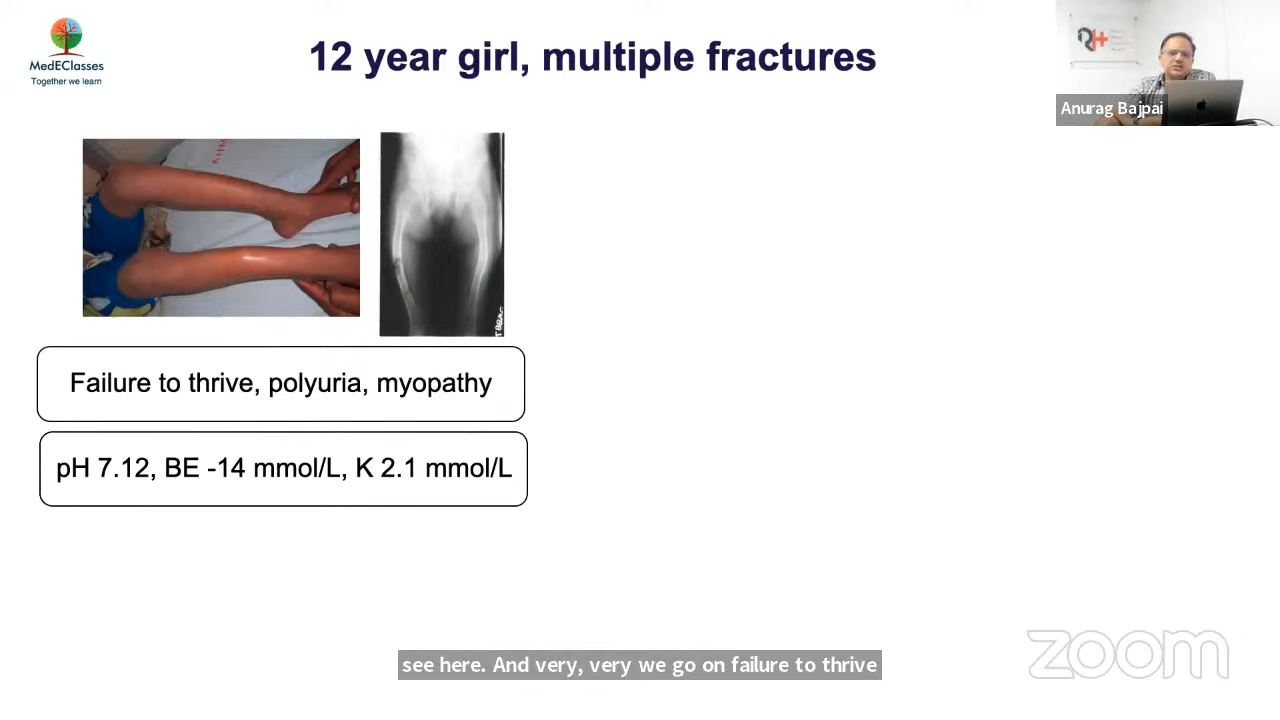 MedEClasses
Together we learn
12 year girl, multiple fractures
Anurag Bajpai
Failure to thrive, polyuria, myopathy
pH 7.12, BE -14 mmol/L, K 2.1 mmol/L
see here. And very, very we go on failure to thrive
zoom